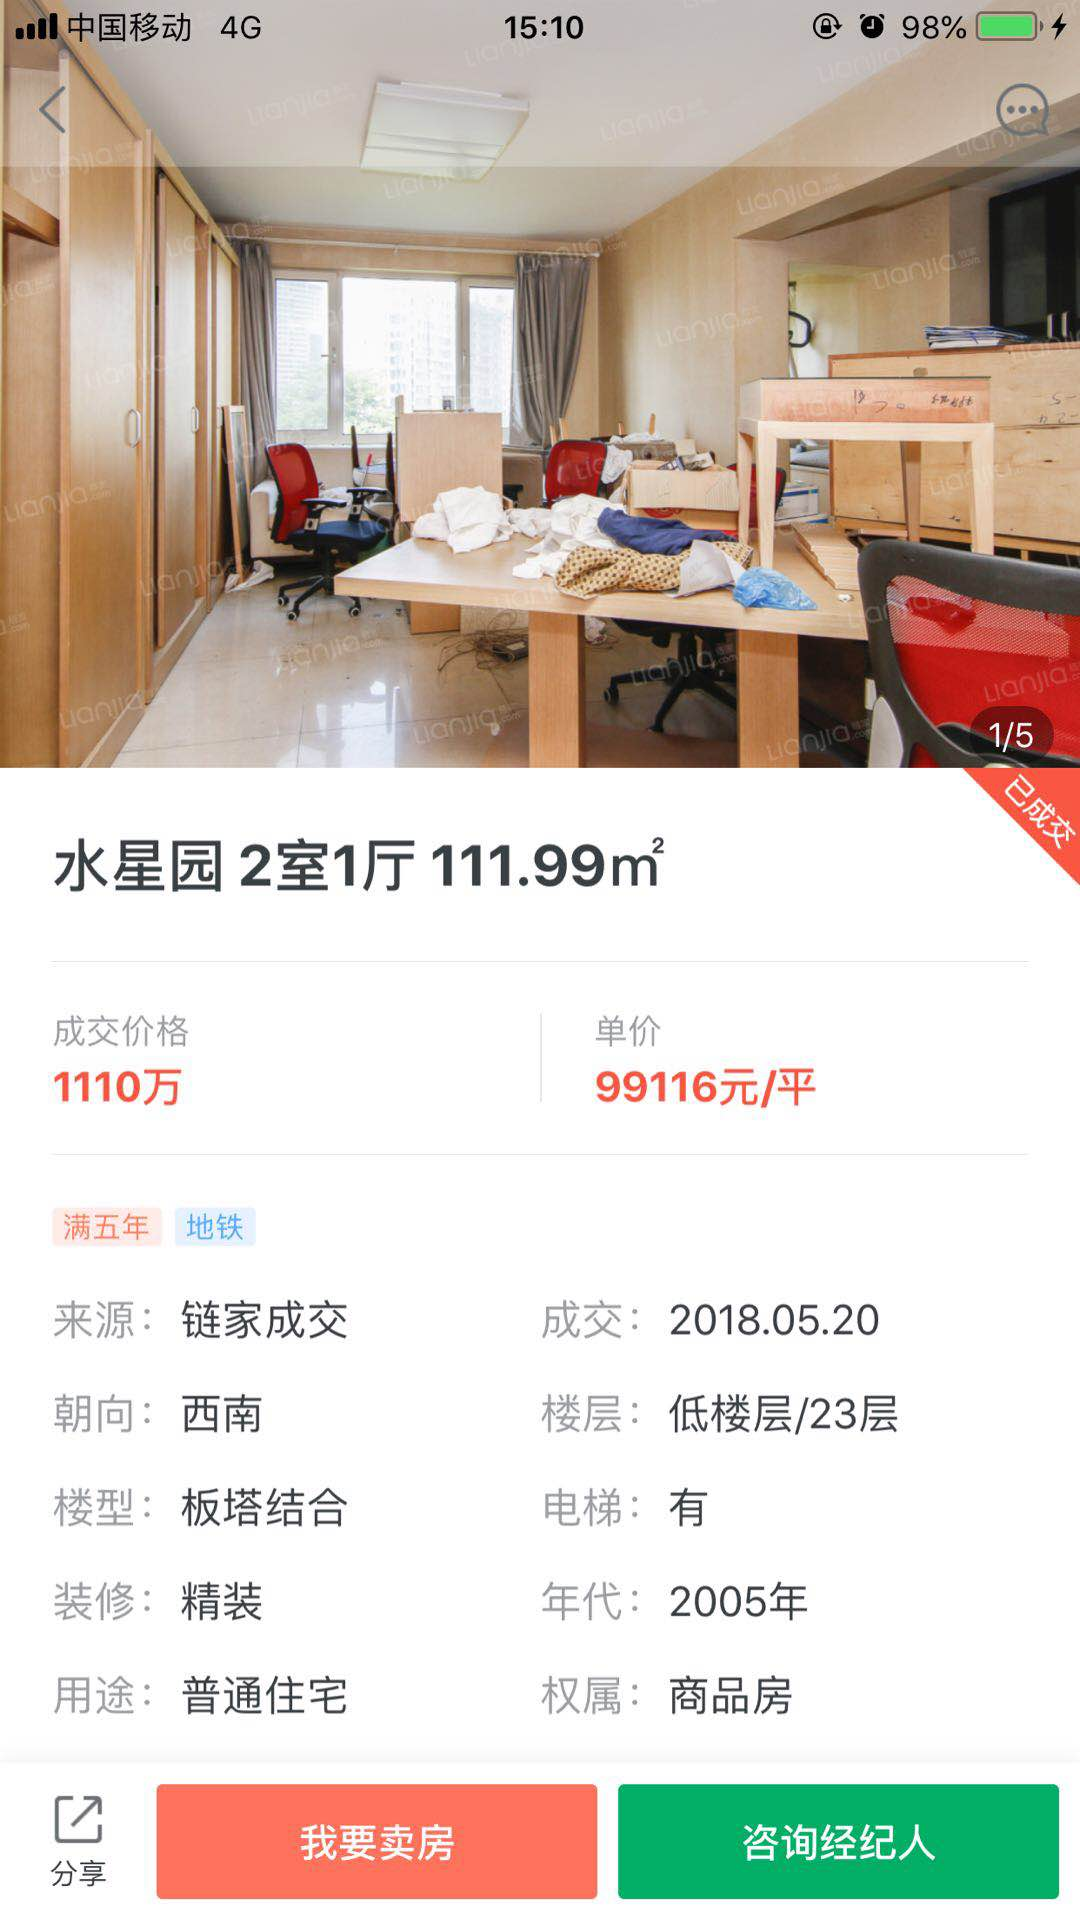 中国移动 4G 15:10 98%
Lianjia.com 链家
1/5
已成交
水星园 2室1厅 111.99㎡
成交价格 单价
1110万 99116元/平
满五年 地铁
来源： 链家成交 成交： 2018.05.20
朝向： 西南 楼层： 低楼层/23层
楼型： 板塔结合 电梯： 有
装修： 精装 年代： 2005年
用途： 普通住宅 权属： 商品房
分享 我要卖房 咨询经纪人